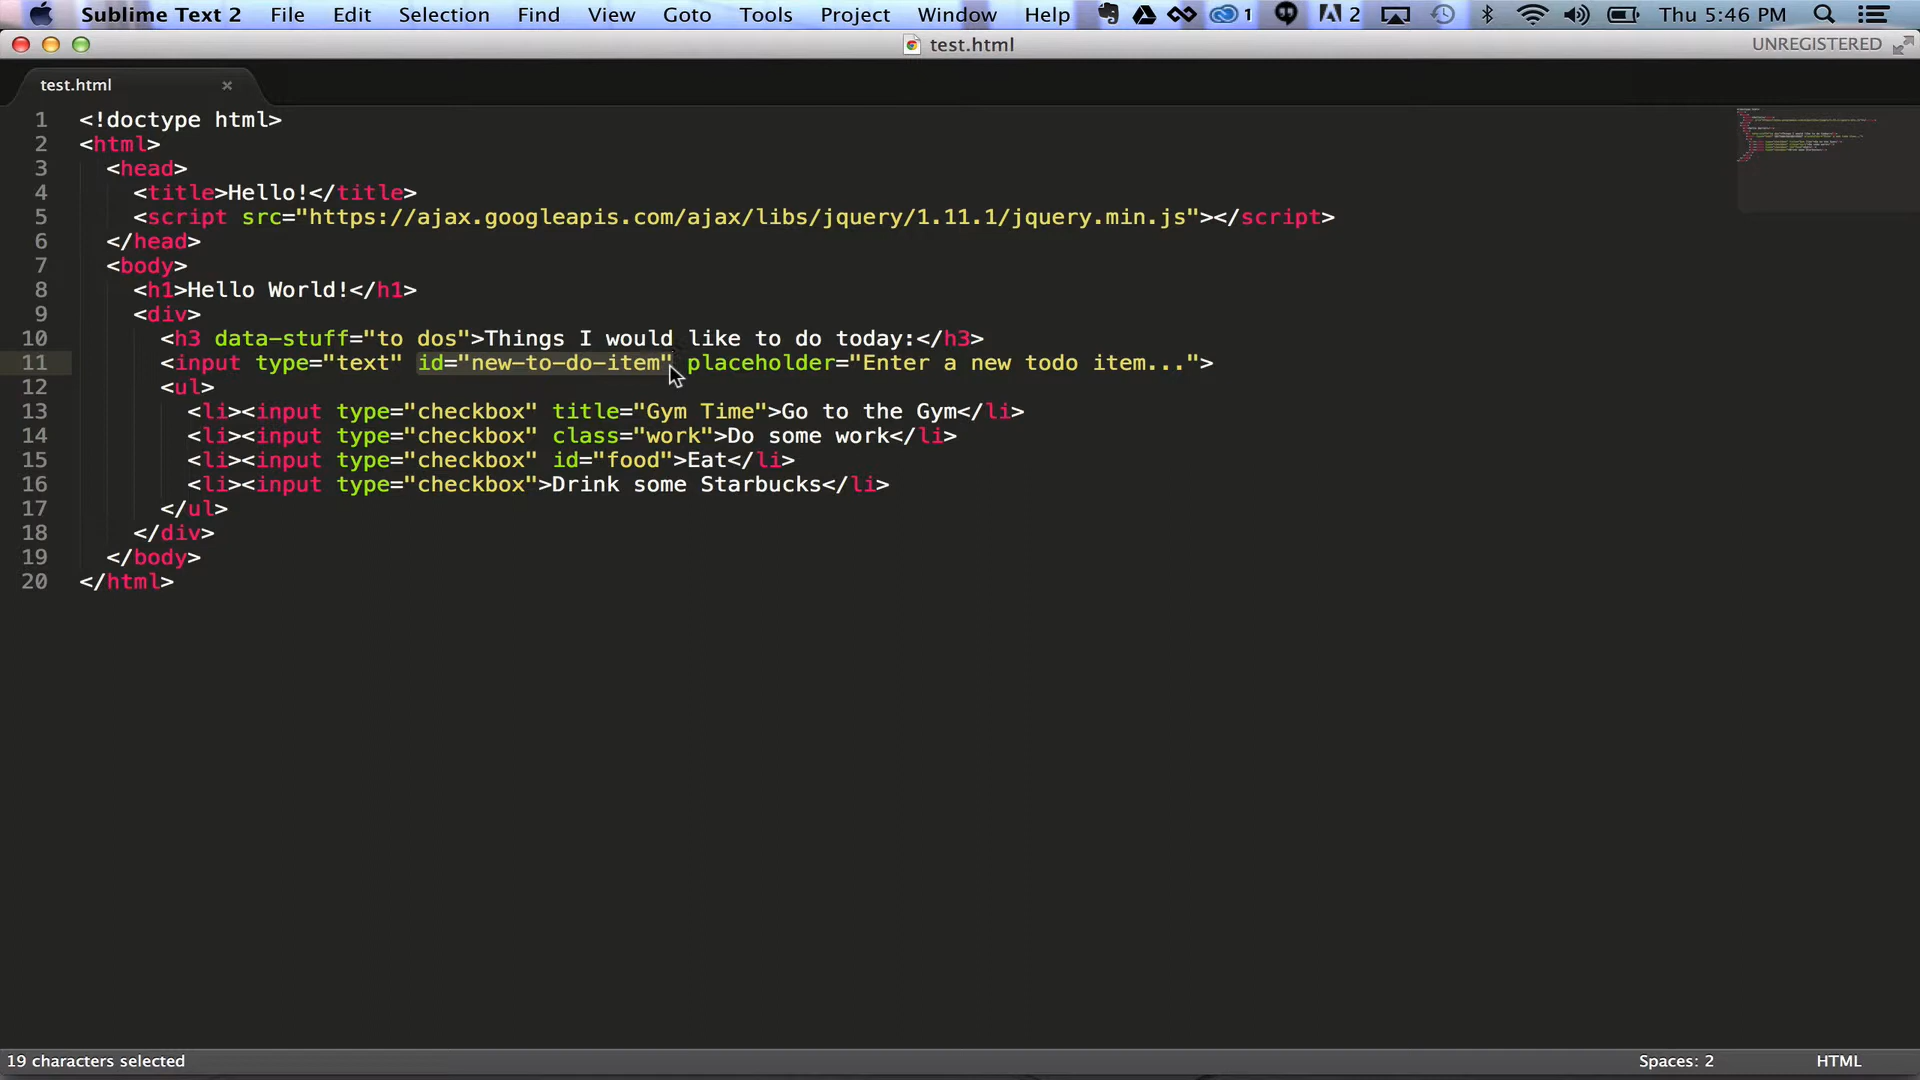 Sublime Text 2 File Edit Selection Find View Goto Tools Project Window Help 1 2 Thu 5:46 PM
test.html UNREGISTERED
test.html ×
1 <!doctype html>
2 <html>
3 <head>
4 <title>Hello!</title>
5 <script src="https://ajax.googleapis.com/ajax/libs/jquery/1.11.1/jquery.min.js"></script>
6 </head>
7 <body>
8 <h1>Hello World!</h1>
9 <div>
10 <h3 data-stuff="to dos">Things I would like to do today:</h3>
11 <input type="text" id="new-to-do-item" placeholder="Enter a new todo item...">
12 <ul>
13 <li><input type="checkbox" title="Gym Time">Go to the Gym</li>
14 <li><input type="checkbox" class="work">Do some work</li>
15 <li><input type="checkbox" id="food">Eat</li>
16 <li><input type="checkbox">Drink some Starbucks</li>
17 </ul>
18 </div>
19 </body>
20 </html>
19 characters selected Spaces: 2 HTML